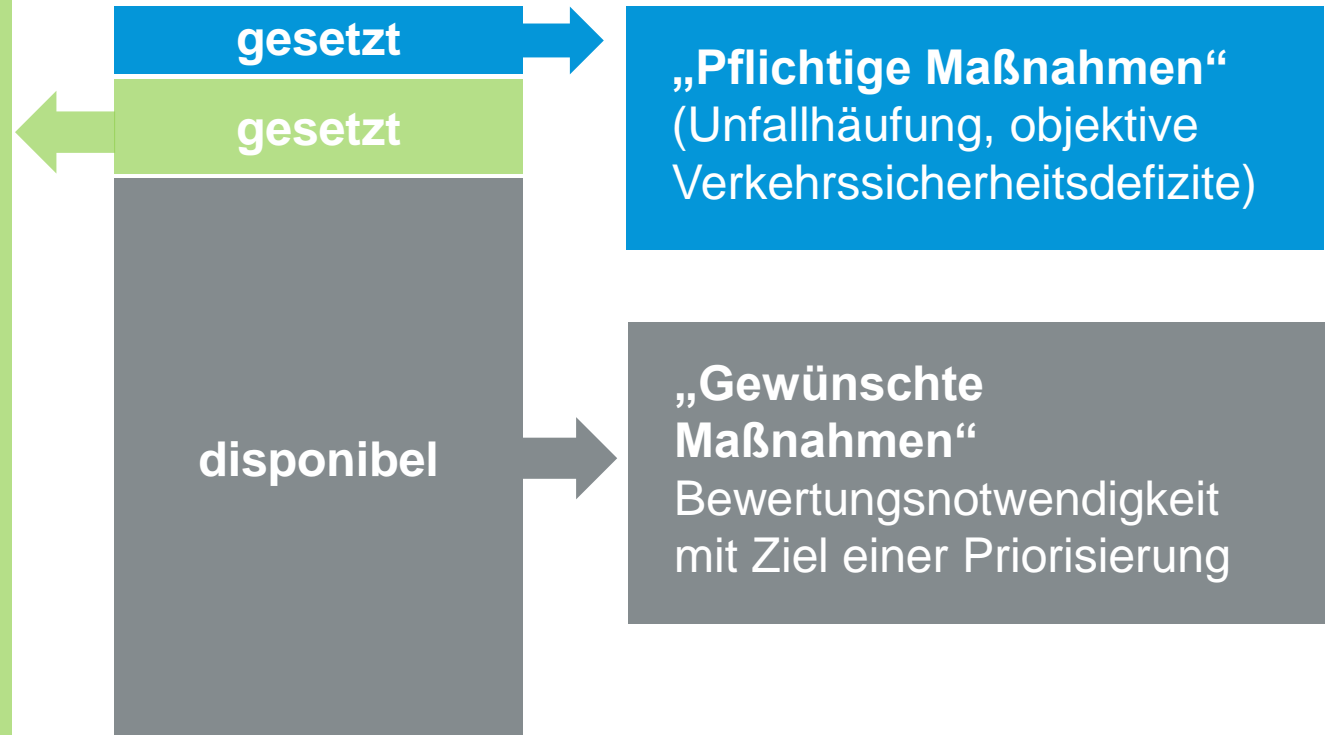 gesetzt
gesetzt
disponibel
„Pflichtige Maßnahmen“
(Unfallhäufung, objektive
Verkehrssicherheitsdefizite)
„Gewünschte
Maßnahmen“
Bewertungsnotwendigkeit
mit Ziel einer Priorisierung